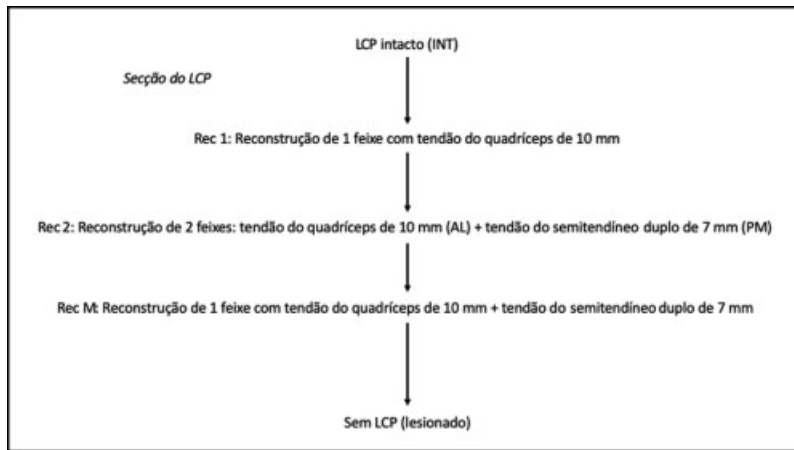 LCP intacto (INT)
Secção do LCP
Rec 1: Reconstrução de 1 feixe com tendão do quadríceps de 10 mm
Rec 2: Reconstrução de 2 feixes: tendão do quadríceps de 10 mm (AL) + tendão do semitendíneo duplo de 7 mm (PM)
Rec M: Reconstrução de 1 feixe com tendão do quadríceps de 10 mm + tendão do semitendíneo duplo de 7 mm
Sem LCP (lesionado)